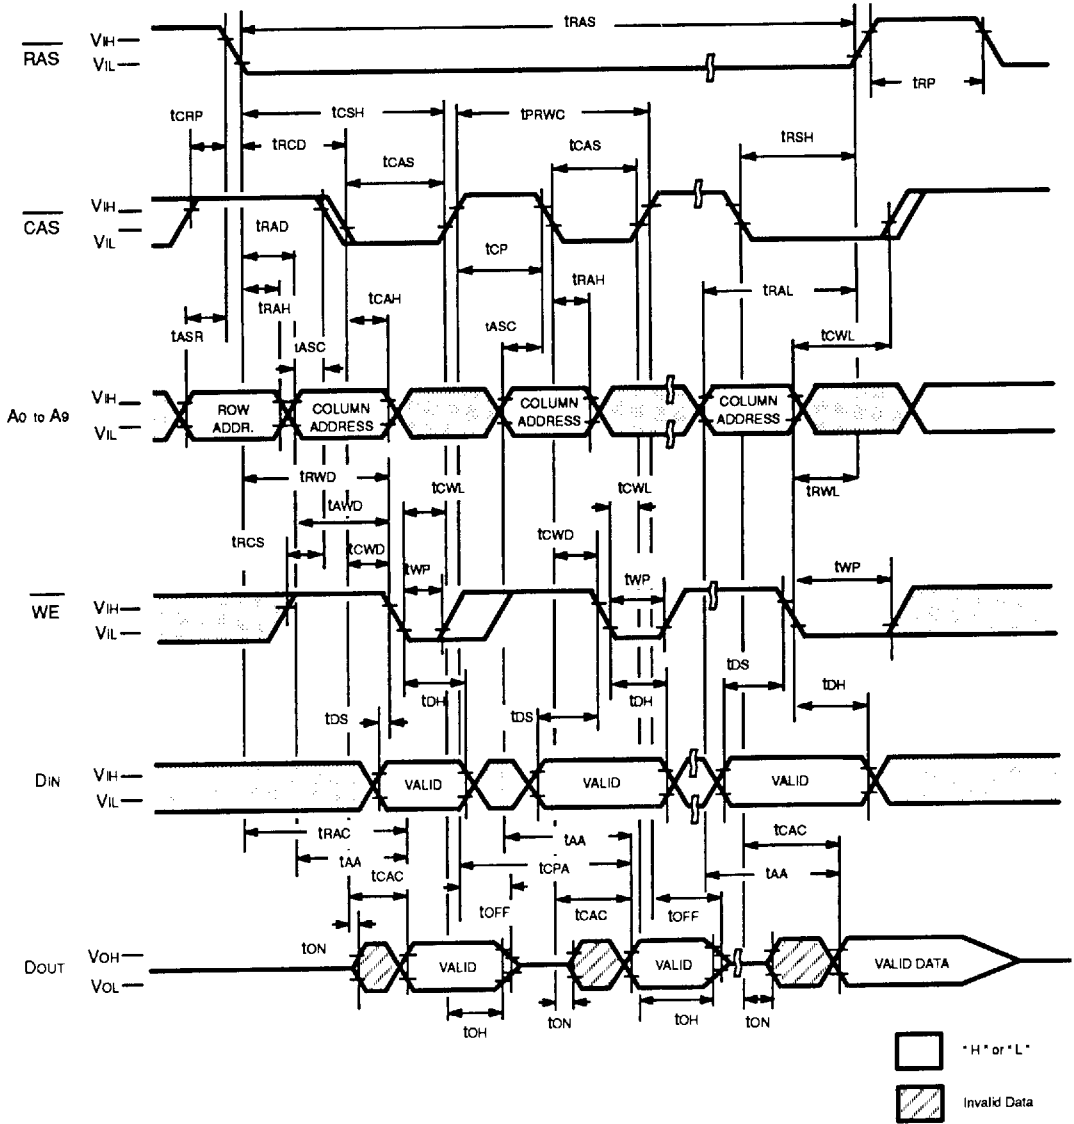 tRAS
RAS
VIH
VIL
tRP
tCRP
tCSH
tPRWC
tRCD
tRSH
tCAS
tCAS
CAS
VIH
VIL
tRAD
tCP
tRAH
tRAL
tRAH
tCAH
tASR
tASC
tASC
tCWL
A0 to A9
VIH
VIL
ROW ADDR.
COLUMN ADDRESS
COLUMN ADDRESS
COLUMN ADDRESS
tRWD
tCWL
tCWL
tRWL
tAWD
tRCS
tCWD
tCWD
tWP
tWP
tWP
WE
VIH
VIL
tDS
tDH
tDH
tDH
tDS
tDS
DIN
VIH
VIL
VALID
VALID
VALID
tRAC
tAA
tCAC
tAA
tCPA
tAA
tCAC
tOFF
tCAC
tOFF
tON
DOUT
VOH
VOL
VALID
VALID
VALID DATA
tOH
tON
tOH
tON
"H" or "L"
Invalid Data